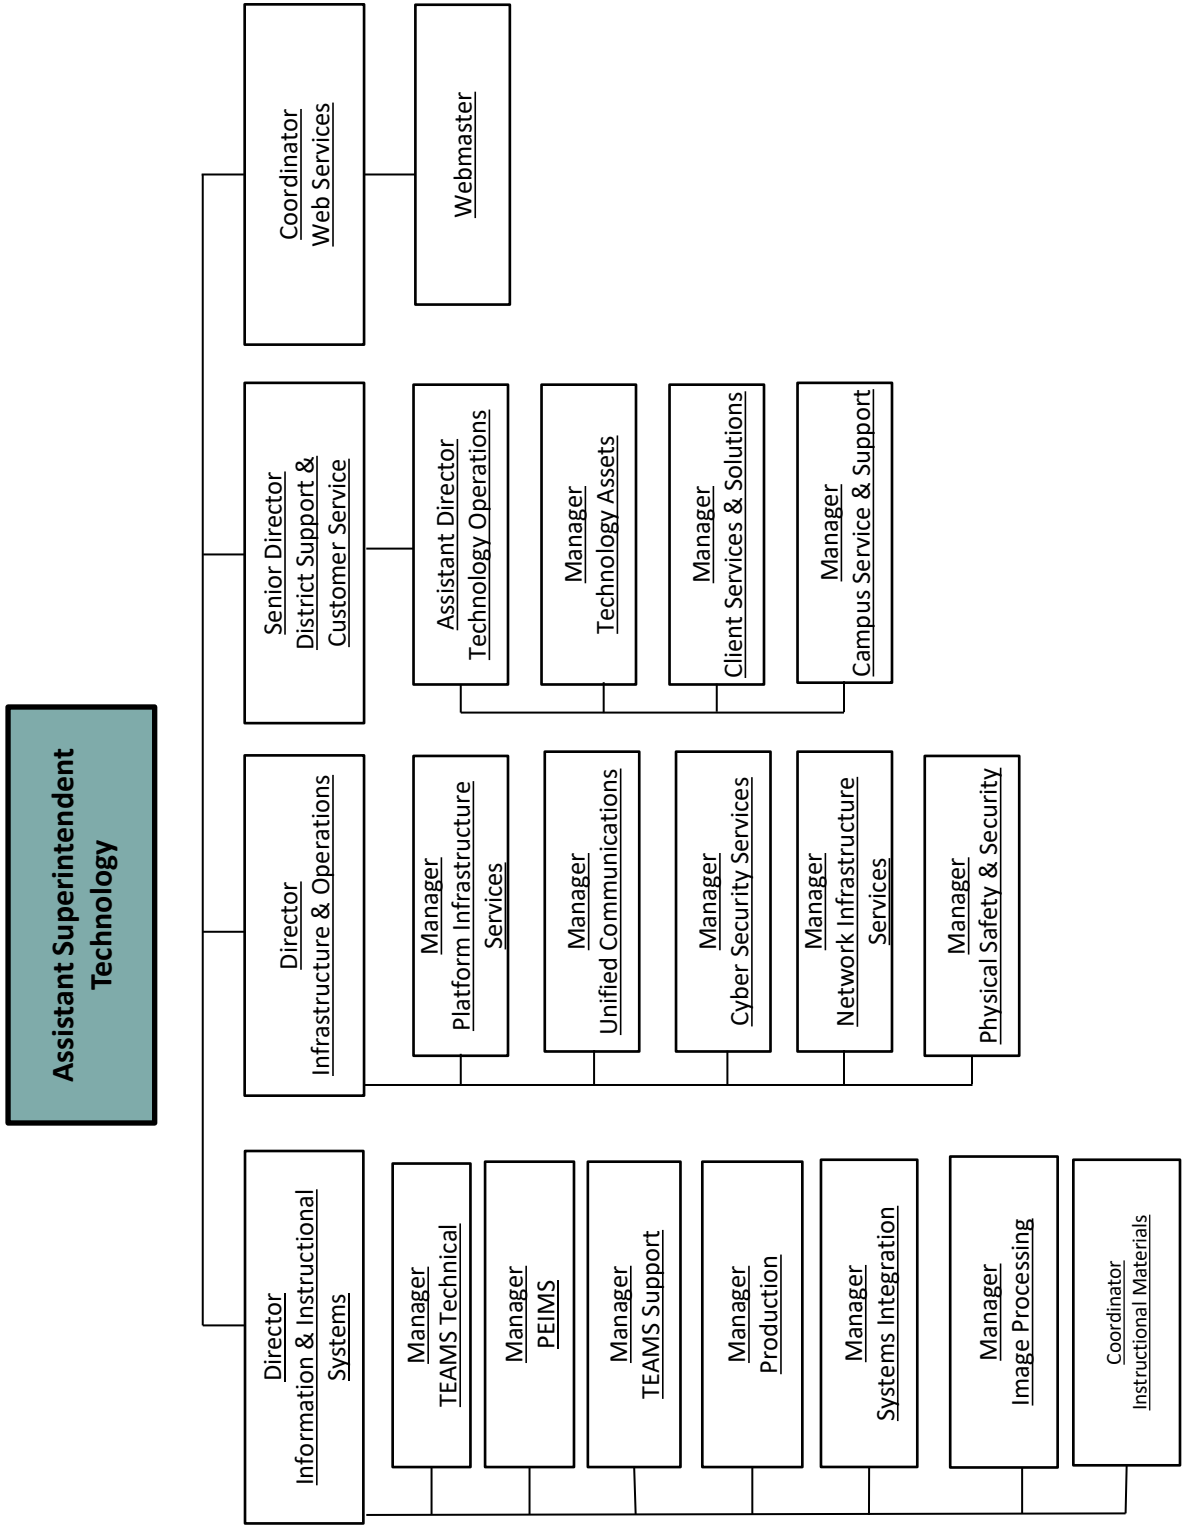 Assistant Superintendent
Technology
Director
Information & Instructional
Systems
Manager
TEAMS Technical
Manager
PEIMS
Manager
TEAMS Support
Manager
Production
Manager
Systems Integration
Manager
Image Processing
Coordinator
Instructional Materials
Director
Infrastructure & Operations
Manager
Platform Infrastructure
Services
Manager
Unified Communications
Manager
Cyber Security Services
Manager
Network Infrastructure
Services
Manager
Physical Safety & Security
Senior Director
District Support &
Customer Service
Assistant Director
Technology Operations
Manager
Technology Assets
Manager
Client Services & Solutions
Manager
Campus Service & Support
Coordinator
Web Services
Webmaster